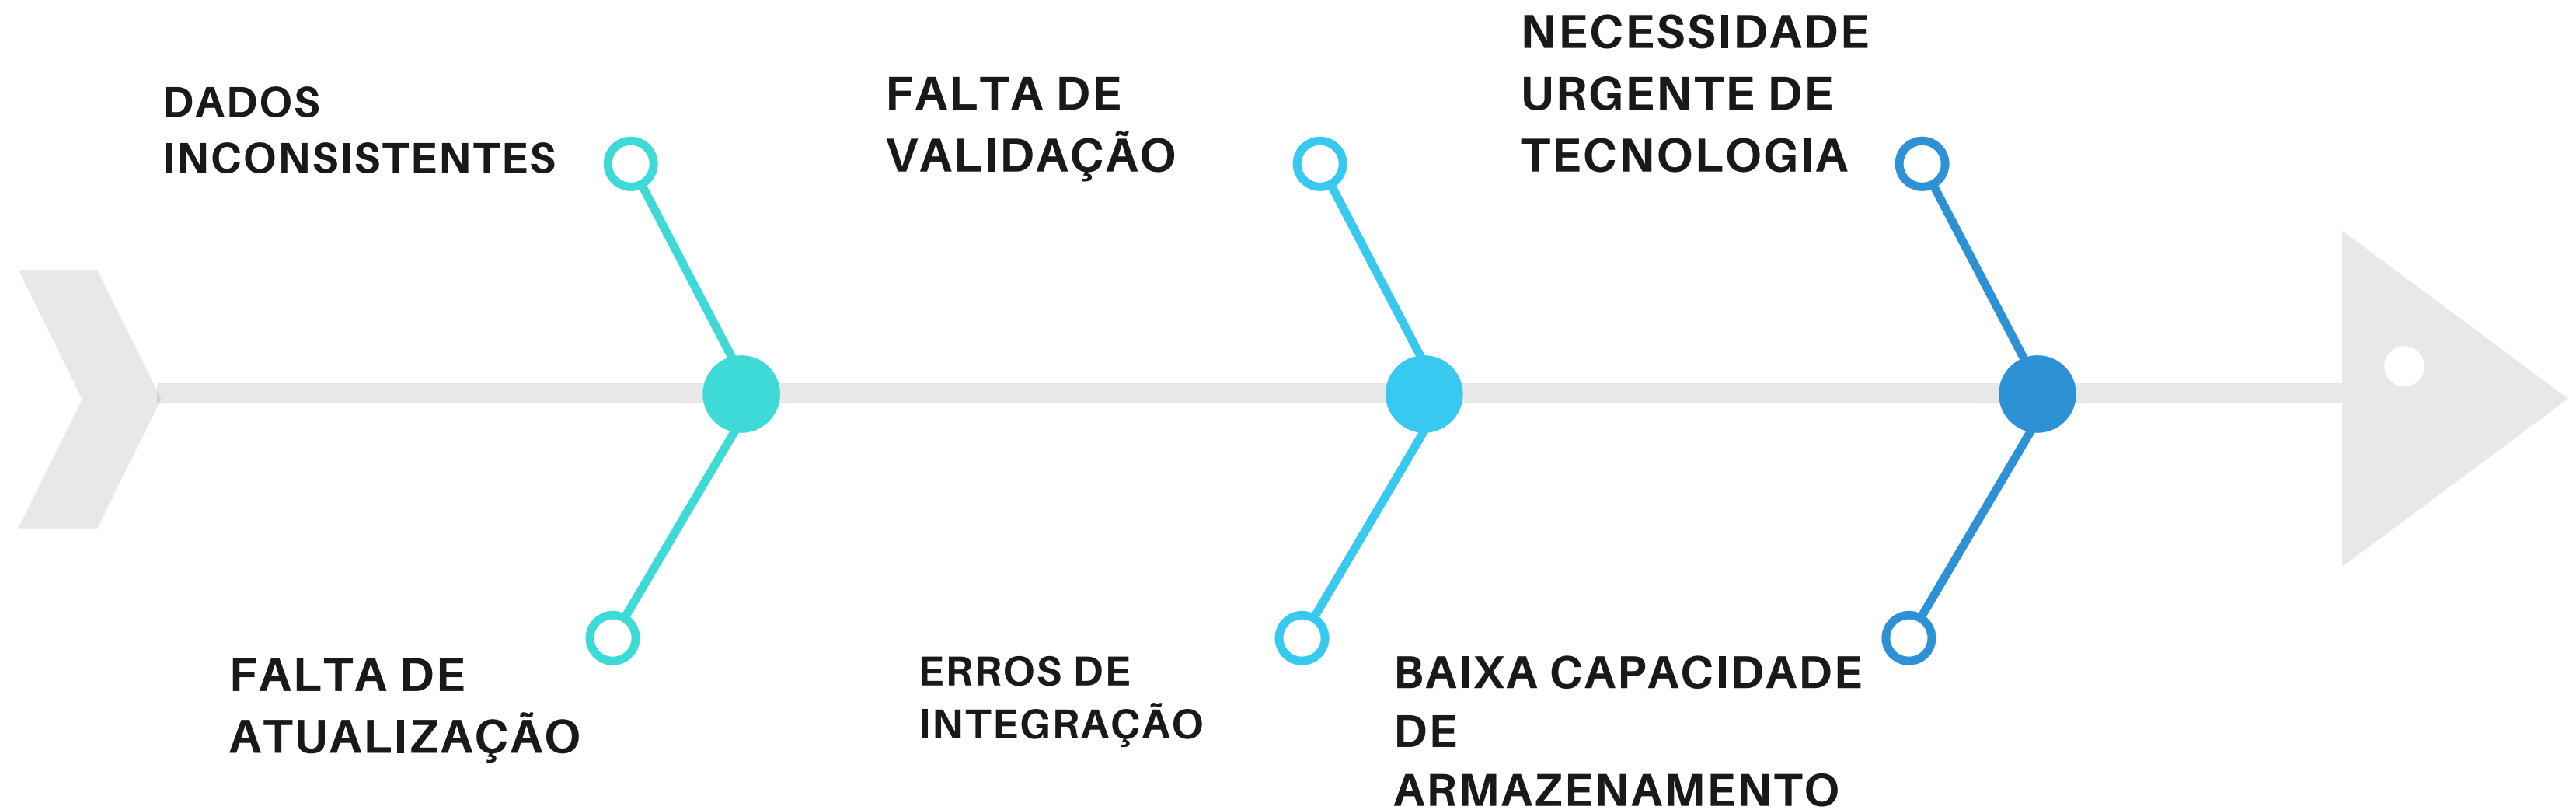 DADOS
INCONSISTENTES
FALTA DE
VALIDAÇÃO
NECESSIDADE
URGENTE DE
TECNOLOGIA
FALTA DE
ATUALIZAÇÃO
ERROS DE
INTEGRAÇÃO
BAIXA CAPACIDADE
DE
ARMAZENAMENTO